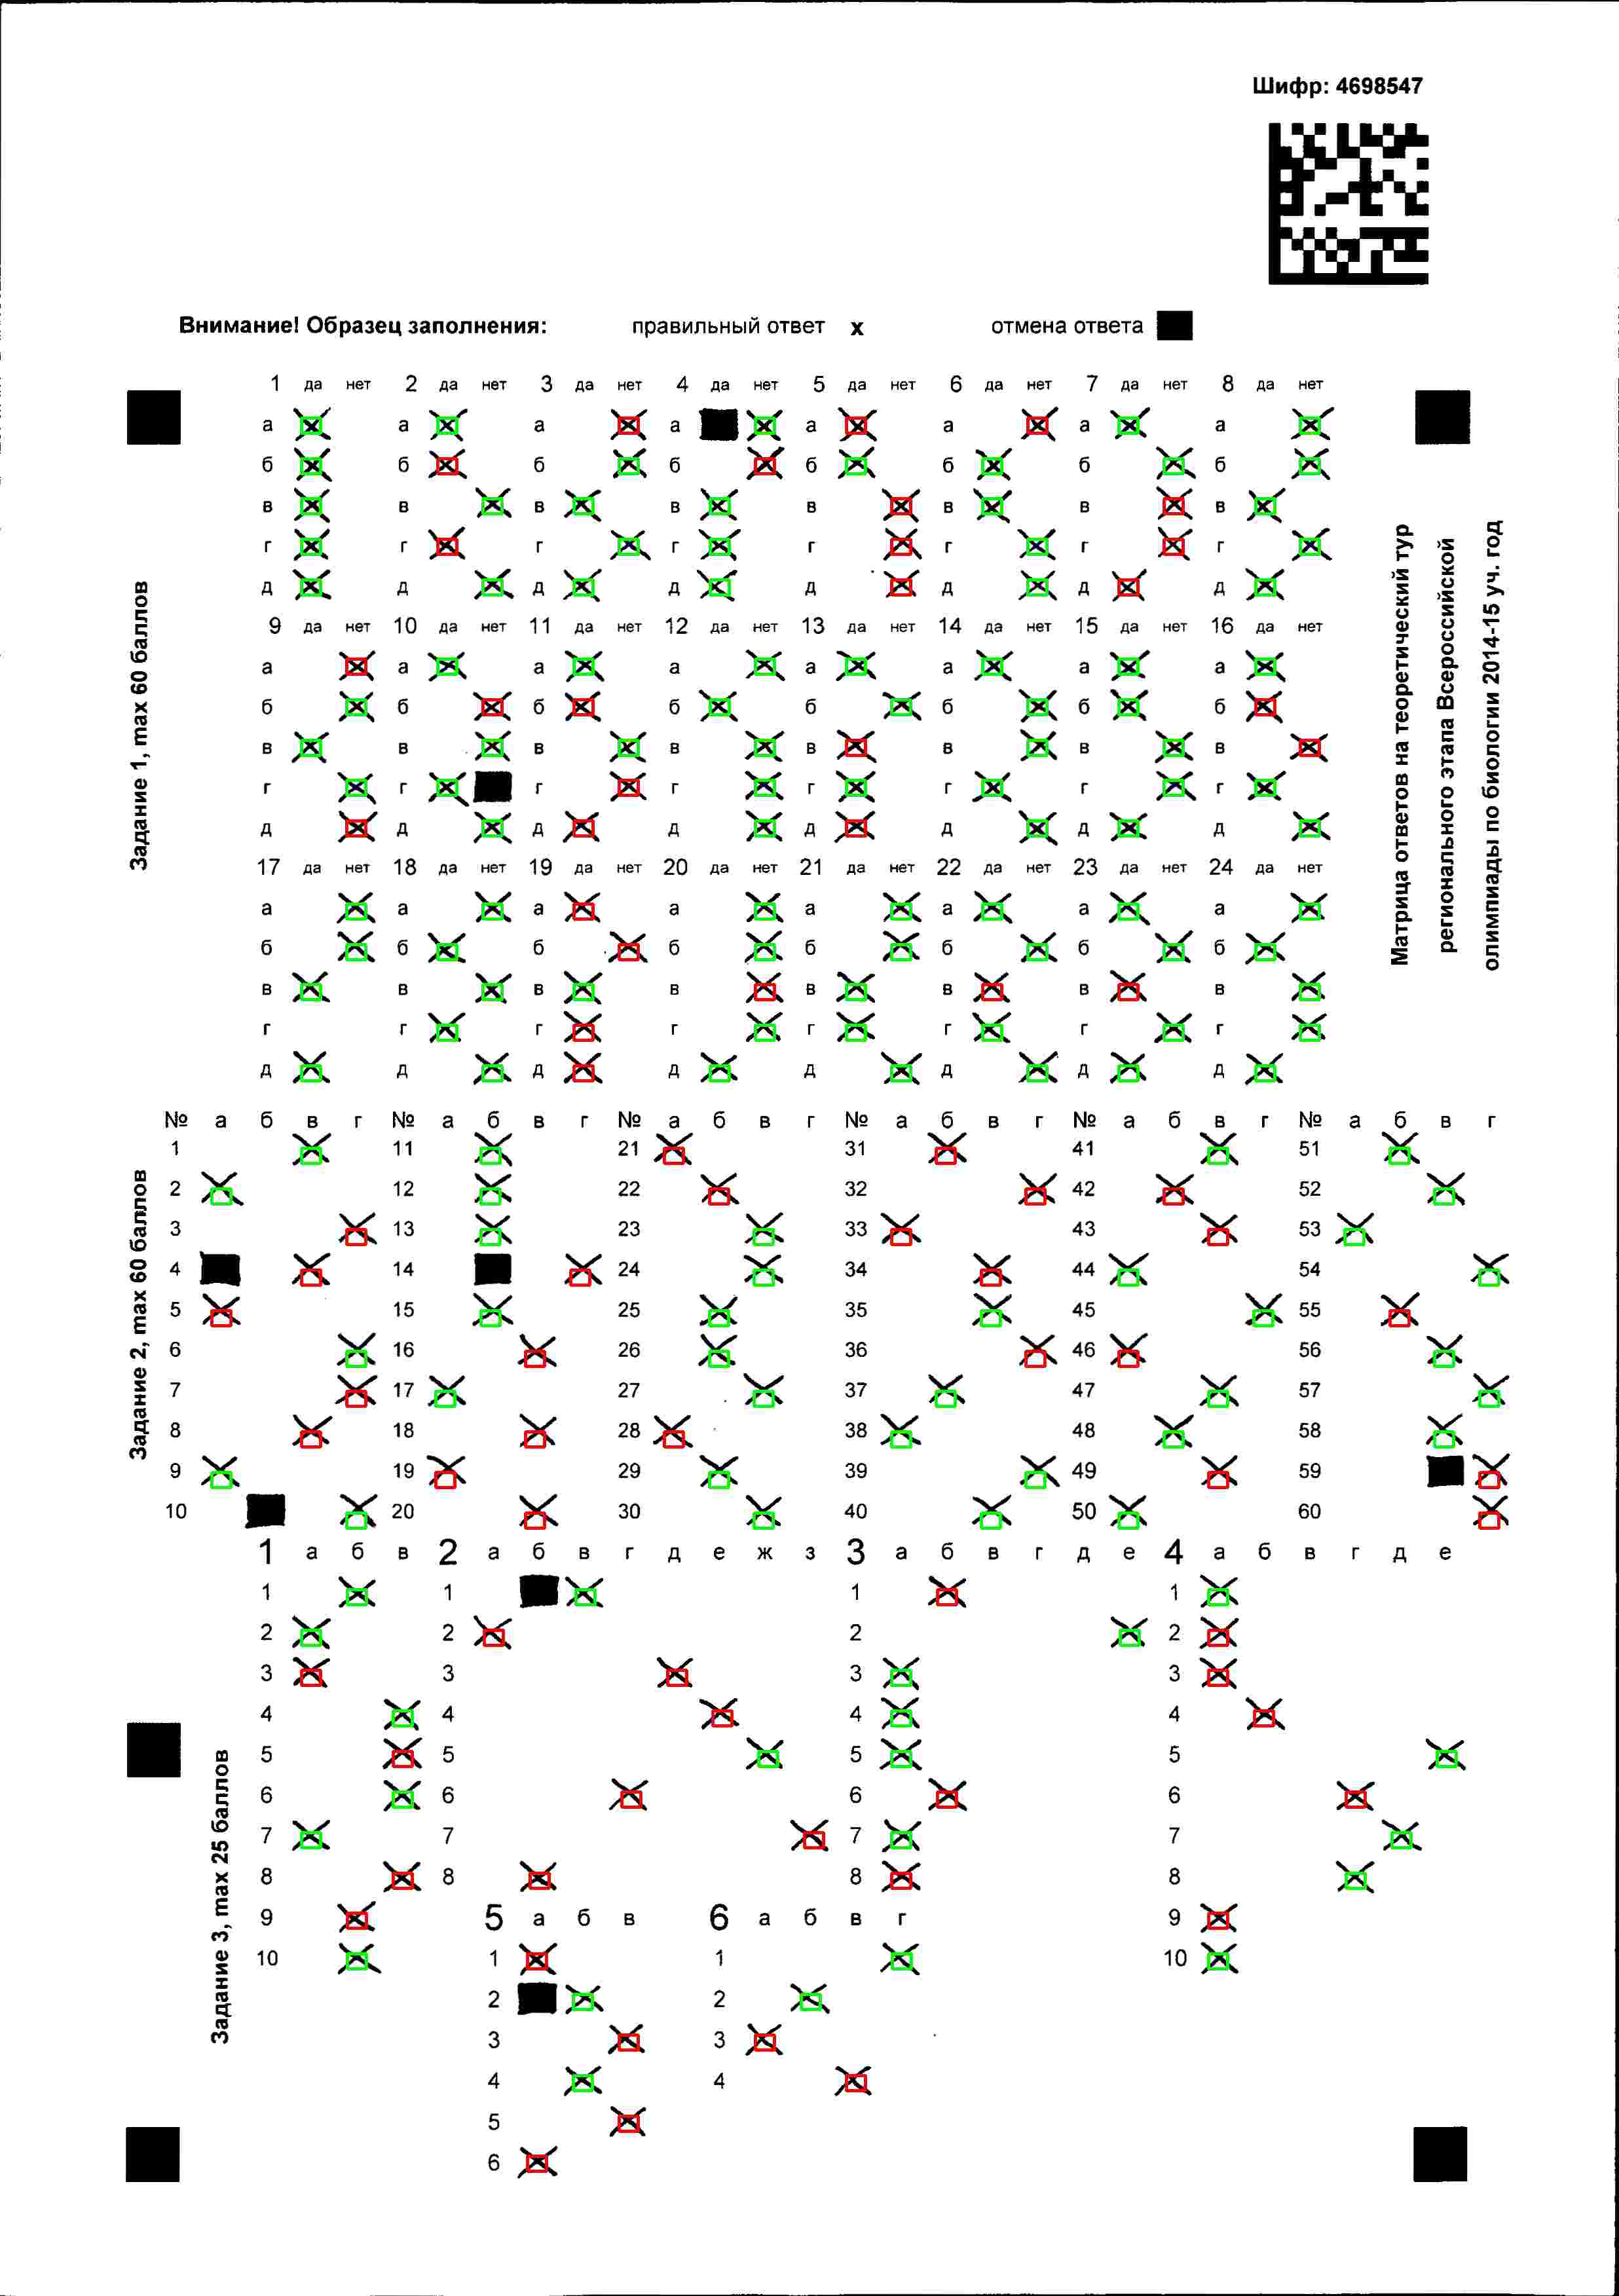 Шифр: 4698547
Внимание! Образец заполнения: правильный ответ x отмена ответа
Задание 1, max 60 баллов
1 да нет 2 да нет 3 да нет 4 да нет 5 да нет 6 да нет 7 да нет 8 да нет
а а а а а а а а
б б б б б б б б
в в в в в в в в
г г г г г г г г
д д д д д д д д
9 да нет 10 да нет 11 да нет 12 да нет 13 да нет 14 да нет 15 да нет 16 да нет
а а а а а а а а
б б б б б б б б
в в в в в в в в
г г г г г г г г
д д д д д д д д
17 да нет 18 да нет 19 да нет 20 да нет 21 да нет 22 да нет 23 да нет 24 да нет
а а а а а а а а
б б б б б б б б
в в в в в в в в
г г г г г г г г
д д д д д д д д
Матрица ответов на теоретический тур
регионального этапа Всероссийской
олимпиады по биологии 2014-15 уч. год
Задание 2, max 60 баллов
№ а б в г № а б в г № а б в г № а б в г № а б в г № а б в г
1 11 21 31 41 51
2 12 22 32 42 52
3 13 23 33 43 53
4 14 24 34 44 54
5 15 25 35 45 55
6 16 26 36 46 56
7 17 27 37 47 57
8 18 28 38 48 58
9 19 29 39 49 59
10 20 30 40 50 60
Задание 3, max 25 баллов
1 а б в 2 а б в г д е ж з 3 а б в г д е 4 а б в г д е
1 1 1 1
2 2 2 2
3 3 3 3
4 4 4 4
5 5 5 5
6 6 6 6
7 7 7 7
8 8 8 8
9 5 а б в 6 а б в г 9
10 1 1 10
2 2
3 3
4 4
5
6